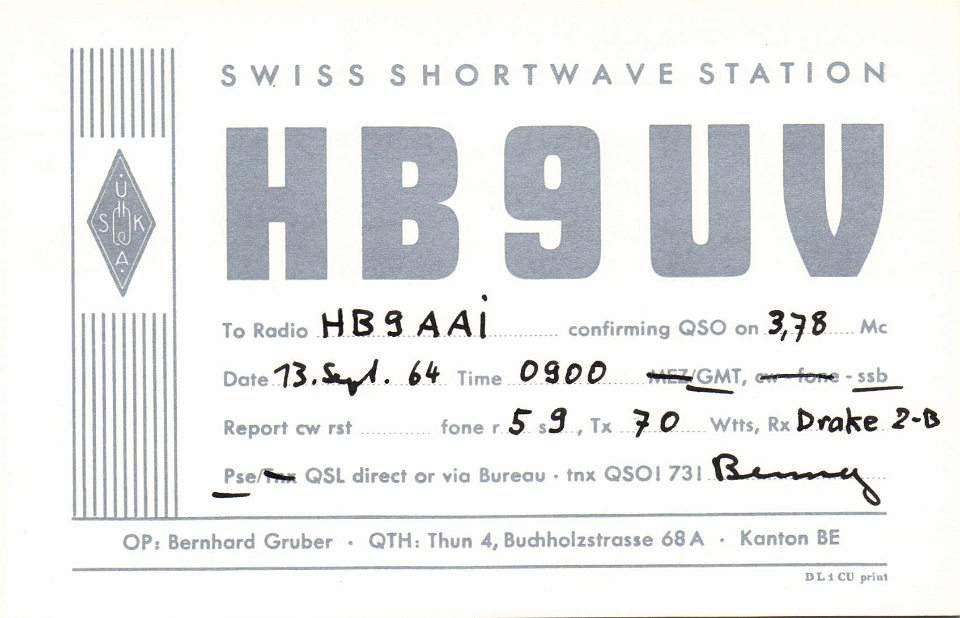 SWISS SHORTWAVE STATION
HB9UV
U
S K
A
To Radio HB9AAi confirming QSO on 3,78 Mc
Date 13. Sept. 64 Time 0900 MEZ/GMT, cw - fone - ssb
Report cw rst fone r 5 s 9, Tx 70 Wtts, Rx Drake 2-B
Pse/Tnx QSL direct or via Bureau · tnx QSO! 73! Benny
OP: Bernhard Gruber · QTH: Thun 4, Buchholzstrasse 68 A · Kanton BE
DL1CU print